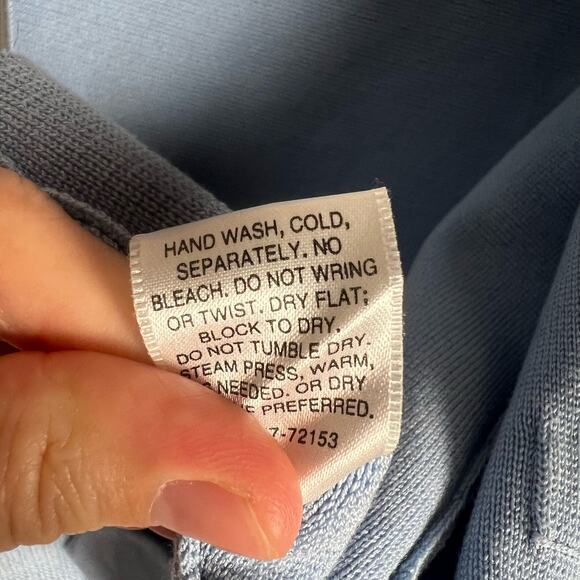 HAND WASH, COLD,
SEPARATELY. NO
BLEACH. DO NOT WRING
OR TWIST. DRY FLAT;
BLOCK TO DRY.
DO NOT TUMBLE DRY.
STEAM PRESS, WARM,
NEEDED. OR DRY
PREFERRED.
7-72153